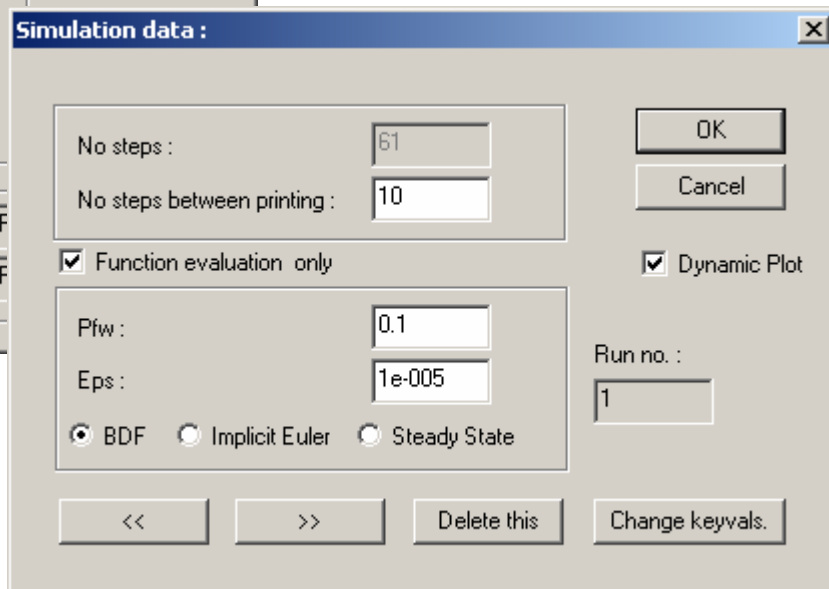 Simulation data :
No steps :
61
OK
No steps between printing :
10
Cancel
Function evaluation only
Dynamic Plot
Pfw :
0.1
Run no. :
Eps :
1e-005
1
BDF
Implicit Euler
Steady State
<<
>>
Delete this
Change keyvals.